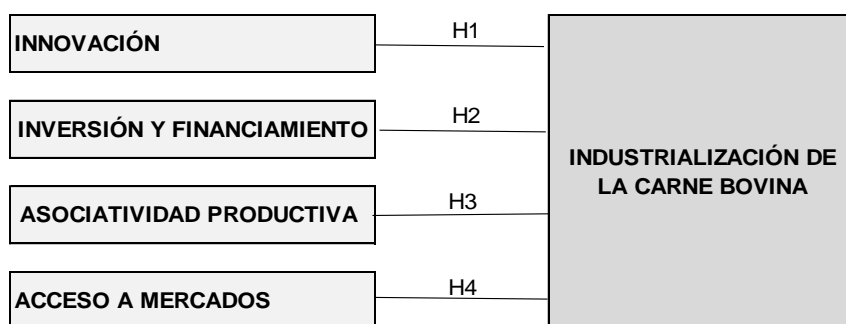 INNOVACIÓN
H1
INVERSIÓN Y FINANCIAMIENTO
H2
ASOCIATIVIDAD PRODUCTIVA
H3
ACCESO A MERCADOS
H4
INDUSTRIALIZACIÓN DE
LA CARNE BOVINA